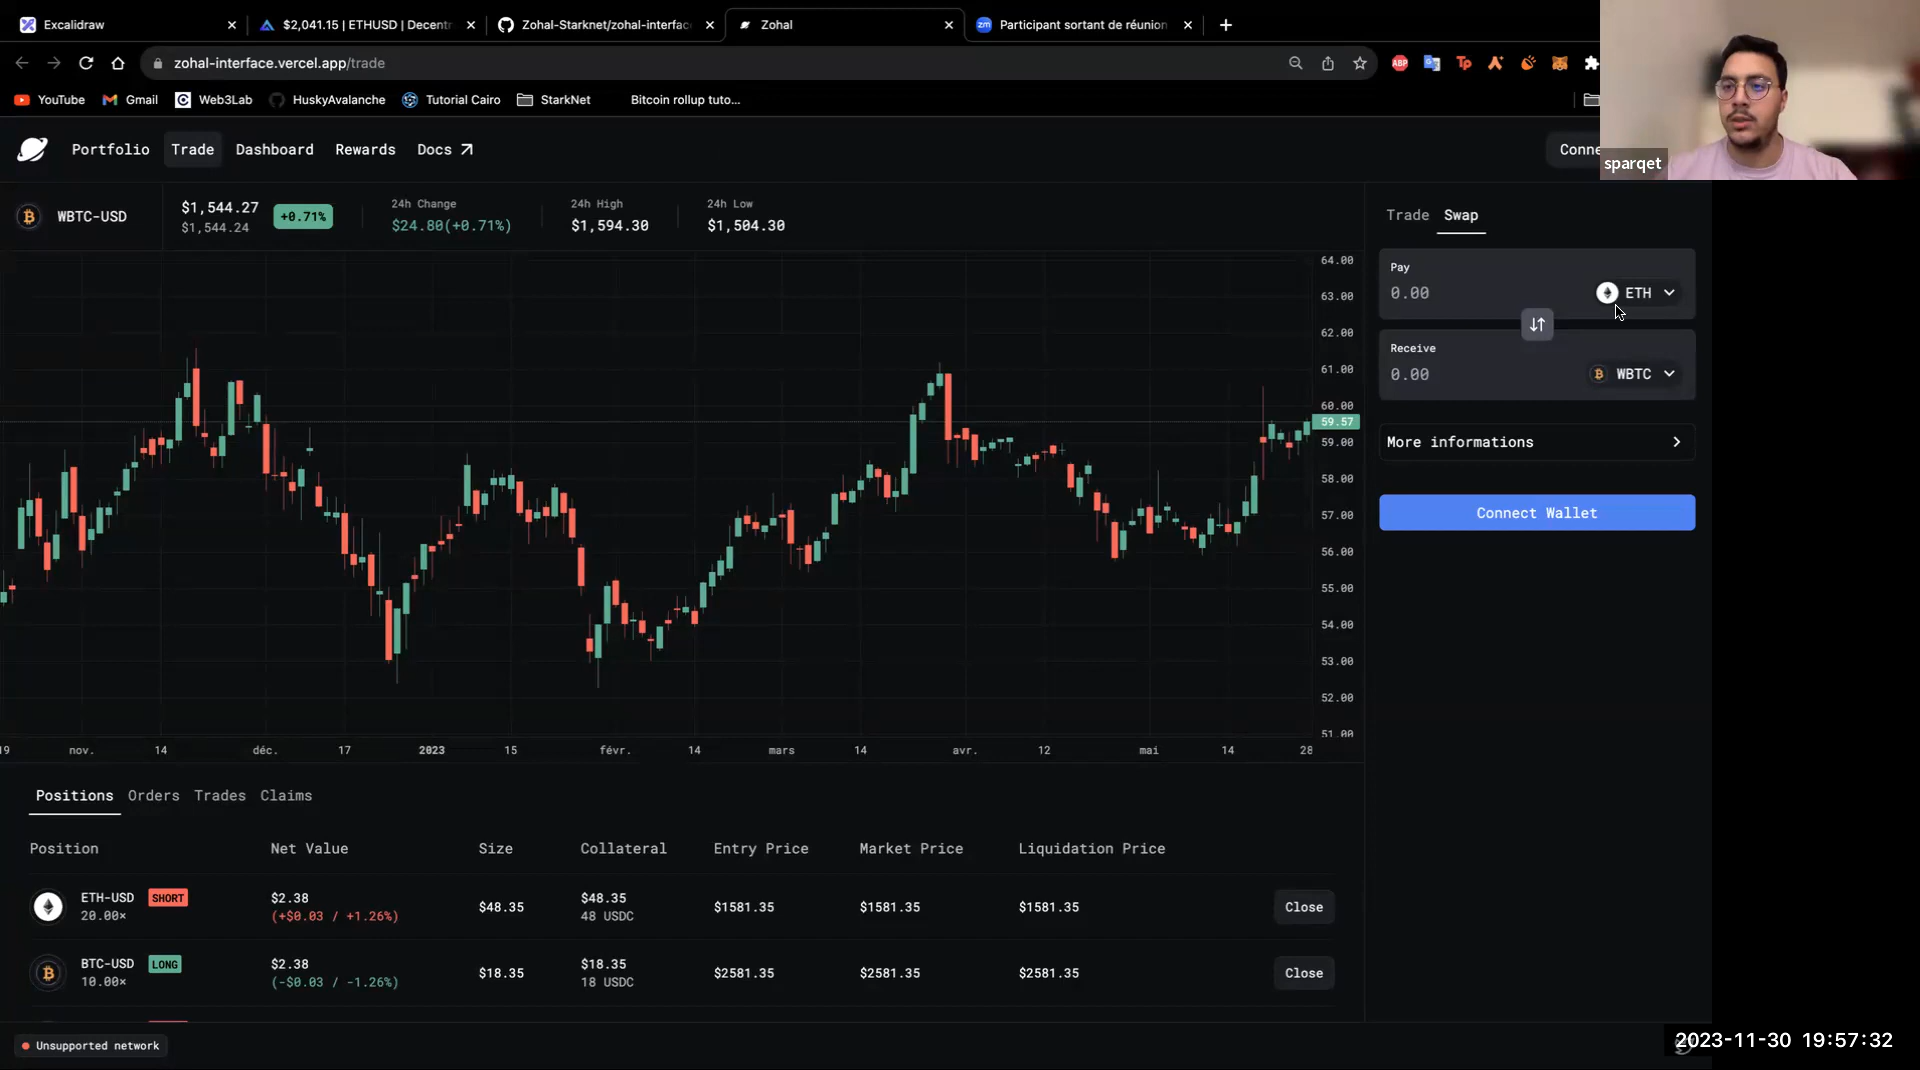 Excalidraw
$2,041.15 | ETHUSD | Decentr
Zohal-Starknet/zohal-interfac
Zohal
zm Participant sortant de réunion
zohal-interface.vercel.app/trade
ABP
Tp
YouTube
Gmail
Web3Lab
HuskyAvalanche
Tutorial Cairo
StarkNet
Bitcoin rollup tuto...
Portfolio
Trade
Dashboard
Rewards
Docs
Conne
sparqet
WBTC-USD
$1,544.27
$1,544.24
+0.71%
24h Change
$24.80(+0.71%)
24h High
$1,594.30
24h Low
$1,504.30
Trade
Swap
Pay
0.00
ETH
Receive
0.00
WBTC
More informations
Connect Wallet
64.00
63.00
62.00
61.00
60.00
59.57
59.00
58.00
57.00
56.00
55.00
54.00
53.00
52.00
51.00
19 nov. 14 déc. 17 2023 15 févr. 14 mars 14 avr. 12 mai 14 28
Positions
Orders
Trades
Claims
Position Net Value Size Collateral Entry Price Market Price Liquidation Price
ETH-USD SHORT
20.00×
$2.38
(+$0.03 / +1.26%)
$48.35
$48.35
48 USDC
$1581.35
$1581.35
$1581.35
Close
BTC-USD LONG
10.00×
$2.38
(-$0.03 / -1.26%)
$18.35
$18.35
18 USDC
$2581.35
$2581.35
$2581.35
Close
Unsupported network
2023-11-30 19:57:32